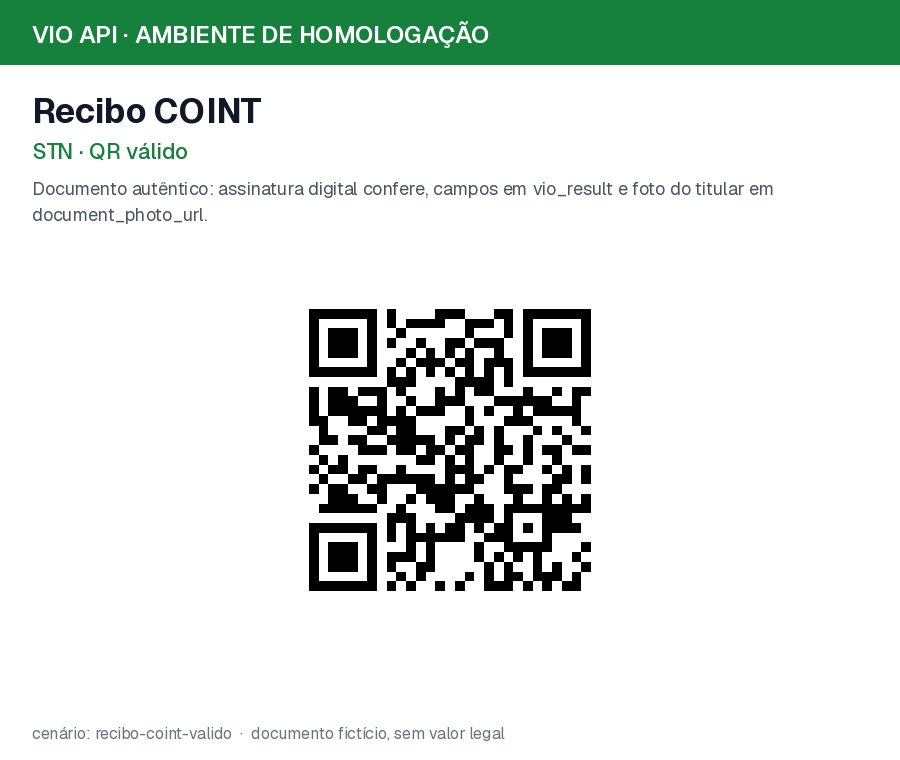 VIO API · AMBIENTE DE HOMOLOGAÇÃO
Recibo COINT
STN · QR válido
Documento autêntico: assinatura digital confere, campos em vio_result e foto do titular em
document_photo_url.
cenário: recibo-coint-valido · documento fictício, sem valor legal